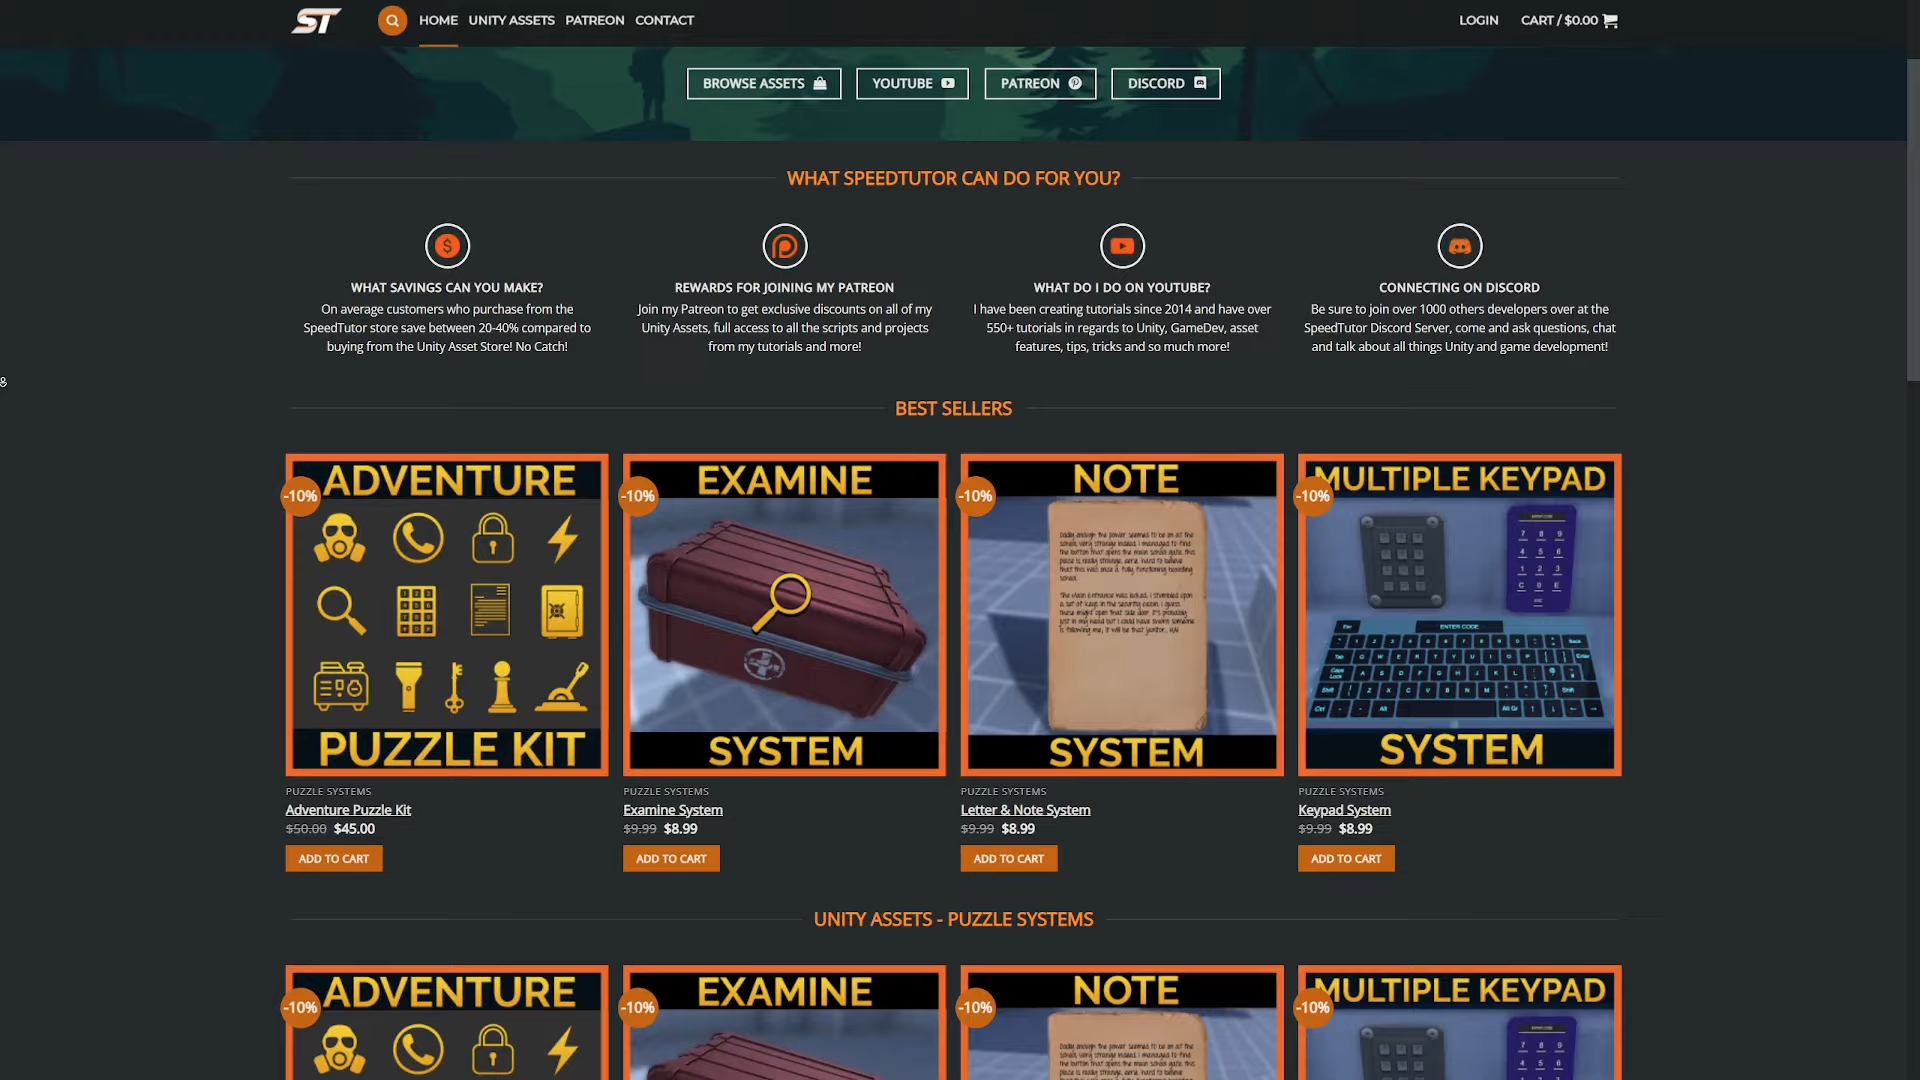 ST
HOME UNITY ASSETS PATREON CONTACT
LOGIN CART / $0.00
BROWSE ASSETS YOUTUBE PATREON DISCORD
WHAT SPEEDTUTOR CAN DO FOR YOU?
WHAT SAVINGS CAN YOU MAKE?
On average customers who purchase from the
SpeedTutor store save between 20-40% compared to
buying from the Unity Asset Store! No Catch!
REWARDS FOR JOINING MY PATREON
Join my Patreon to get exclusive discounts on all of my
Unity Assets, full access to all the scripts and projects
from my tutorials and more!
WHAT DO I DO ON YOUTUBE?
I have been creating tutorials since 2014 and have over
550+ tutorials in regards to Unity, GameDev, asset
features, tips, tricks and so much more!
CONNECTING ON DISCORD
Be sure to join over 1000 others developers over at the
SpeedTutor Discord Server, come and ask questions, chat
and talk about all things Unity and game development!
BEST SELLERS
-10%
ADVENTURE
PUZZLE KIT
PUZZLE SYSTEMS
Adventure Puzzle Kit
$50.00 $45.00
ADD TO CART
-10%
EXAMINE
SYSTEM
PUZZLE SYSTEMS
Examine System
$9.99 $8.99
ADD TO CART
-10%
NOTE
SYSTEM
PUZZLE SYSTEMS
Letter & Note System
$9.99 $8.99
ADD TO CART
-10%
MULTIPLE KEYPAD
ENTER CODE
SYSTEM
PUZZLE SYSTEMS
Keypad System
$9.99 $8.99
ADD TO CART
UNITY ASSETS - PUZZLE SYSTEMS
-10%
ADVENTURE
-10%
EXAMINE
-10%
NOTE
-10%
MULTIPLE KEYPAD